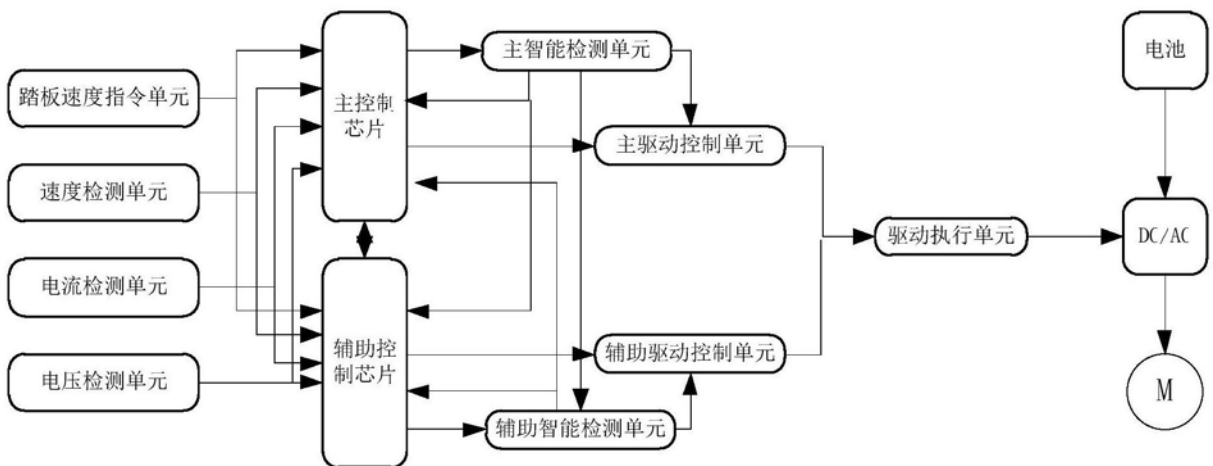 踏板速度指令单元
速度检测单元
电流检测单元
电压检测单元
主控制
芯片
辅助控
制芯片
主智能检测单元
主驱动控制单元
辅助驱动控制单元
辅助智能检测单元
驱动执行单元
电池
DC/AC
M